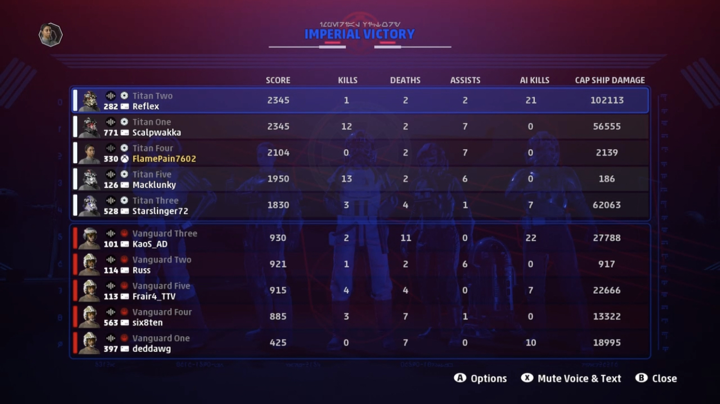 IMPERIAL VICTORY
SCORE KILLS DEATHS ASSISTS AI KILLS CAP SHIP DAMAGE
Titan Two
282 Reflex 2345 1 2 2 21 102113
Titan One
771 Scalpwakka 2345 12 2 7 0 56555
Titan Four
330 FlamePain7602 2104 0 2 7 0 2139
Titan Five
126 Macklunky 1950 13 2 6 0 186
Titan Three
528 Starslinger72 1830 3 4 1 7 62063
Vanguard Three
101 KaoS_AD 930 2 11 0 22 27788
Vanguard Two
114 Russ 921 1 2 6 0 917
Vanguard Five
113 Frair4_TTV 915 4 4 0 7 22666
Vanguard Four
563 six8ten 885 3 7 1 0 13322
Vanguard One
397 deddawg 425 0 7 0 10 18995
A Options X Mute Voice & Text B Close